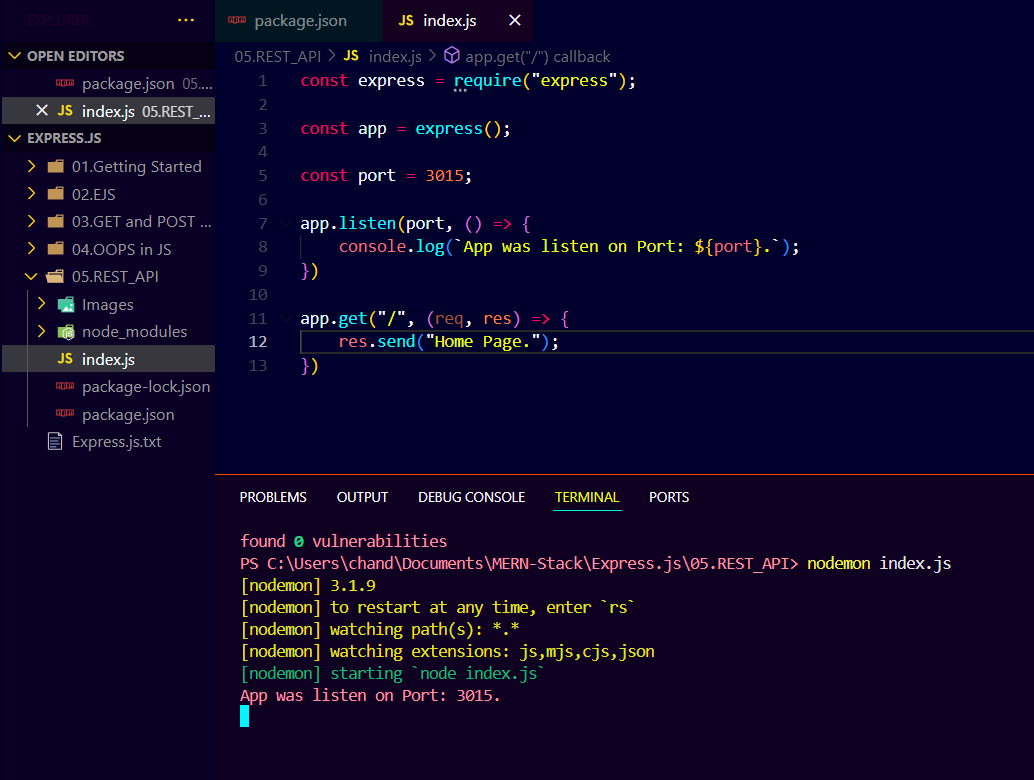 EXPLORER ...
OPEN EDITORS
package.json 05....
JS index.js 05.REST_...
EXPRESS.JS
01.Getting Started
02.EJS
03.GET and POST ...
04.OOPS in JS
05.REST_API
Images
node_modules
JS index.js
package-lock.json
package.json
Express.js.txt
package.json JS index.js
05.REST_API > JS index.js > app.get("/") callback
1 const express = require("express");
2
3 const app = express();
4
5 const port = 3015;
6
7 app.listen(port, () => {
8 console.log(`App was listen on Port: ${port}.`);
9 })
10
11 app.get("/", (req, res) => {
12 res.send("Home Page.");
13 })
PROBLEMS OUTPUT DEBUG CONSOLE TERMINAL PORTS
found 0 vulnerabilities
PS C:\Users\chand\Documents\MERN-Stack\Express.js\05.REST_API> nodemon index.js
[nodemon] 3.1.9
[nodemon] to restart at any time, enter `rs`
[nodemon] watching path(s): *.*
[nodemon] watching extensions: js,mjs,cjs,json
[nodemon] starting `node index.js`
App was listen on Port: 3015.